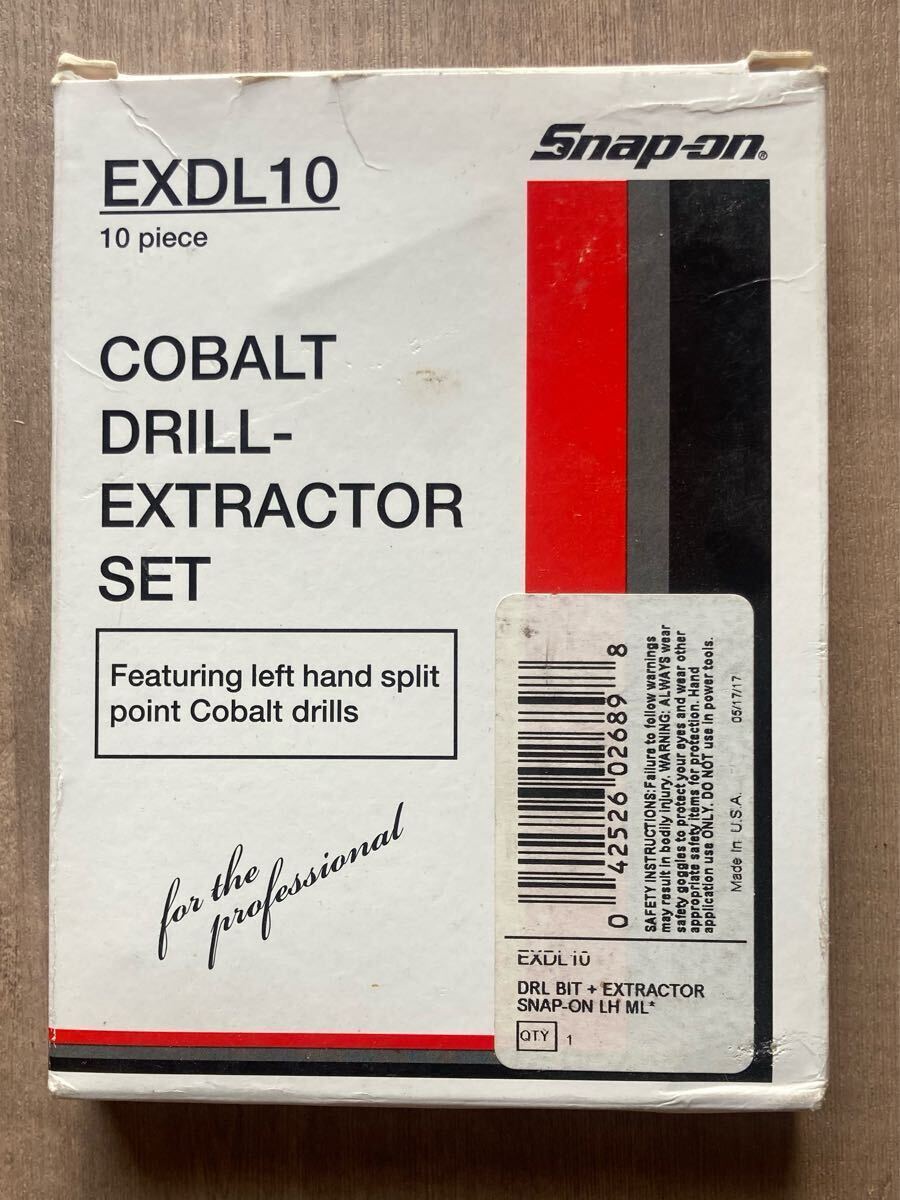 Snap-on®
EXDL10
10 piece
COBALT
DRILL-
EXTRACTOR
SET
Featuring left hand split
point Cobalt drills
for the
professional
0 42526 02689 8
SAFETY INSTRUCTIONS:Failure to follow warnings
may result in bodily injury. WARNING: ALWAYS wear
safety goggles to protect your eyes and wear other
appropriate safety items for protection. Hand
application use ONLY. DO NOT use in power tools.
Made In U.S.A. 05/17/17
EXDL10
DRL BIT + EXTRACTOR
SNAP-ON LH ML*
QTY 1